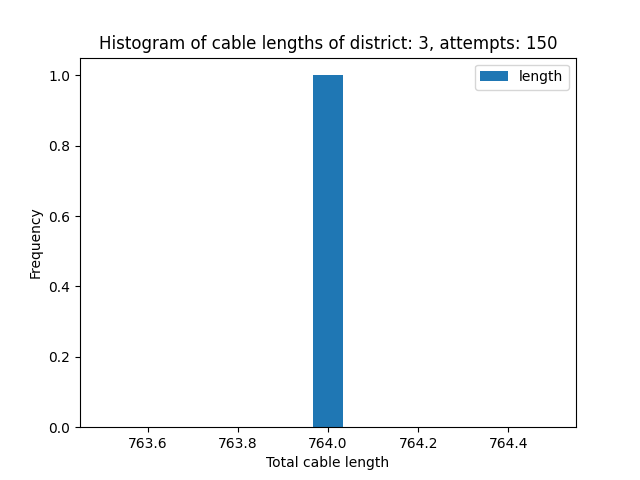 Histogram of cable lengths of district: 3, attempts: 150
length
1.0
0.8
0.6
0.4
0.2
0.0
Frequency
763.6 763.8 764.0 764.2 764.4
Total cable length